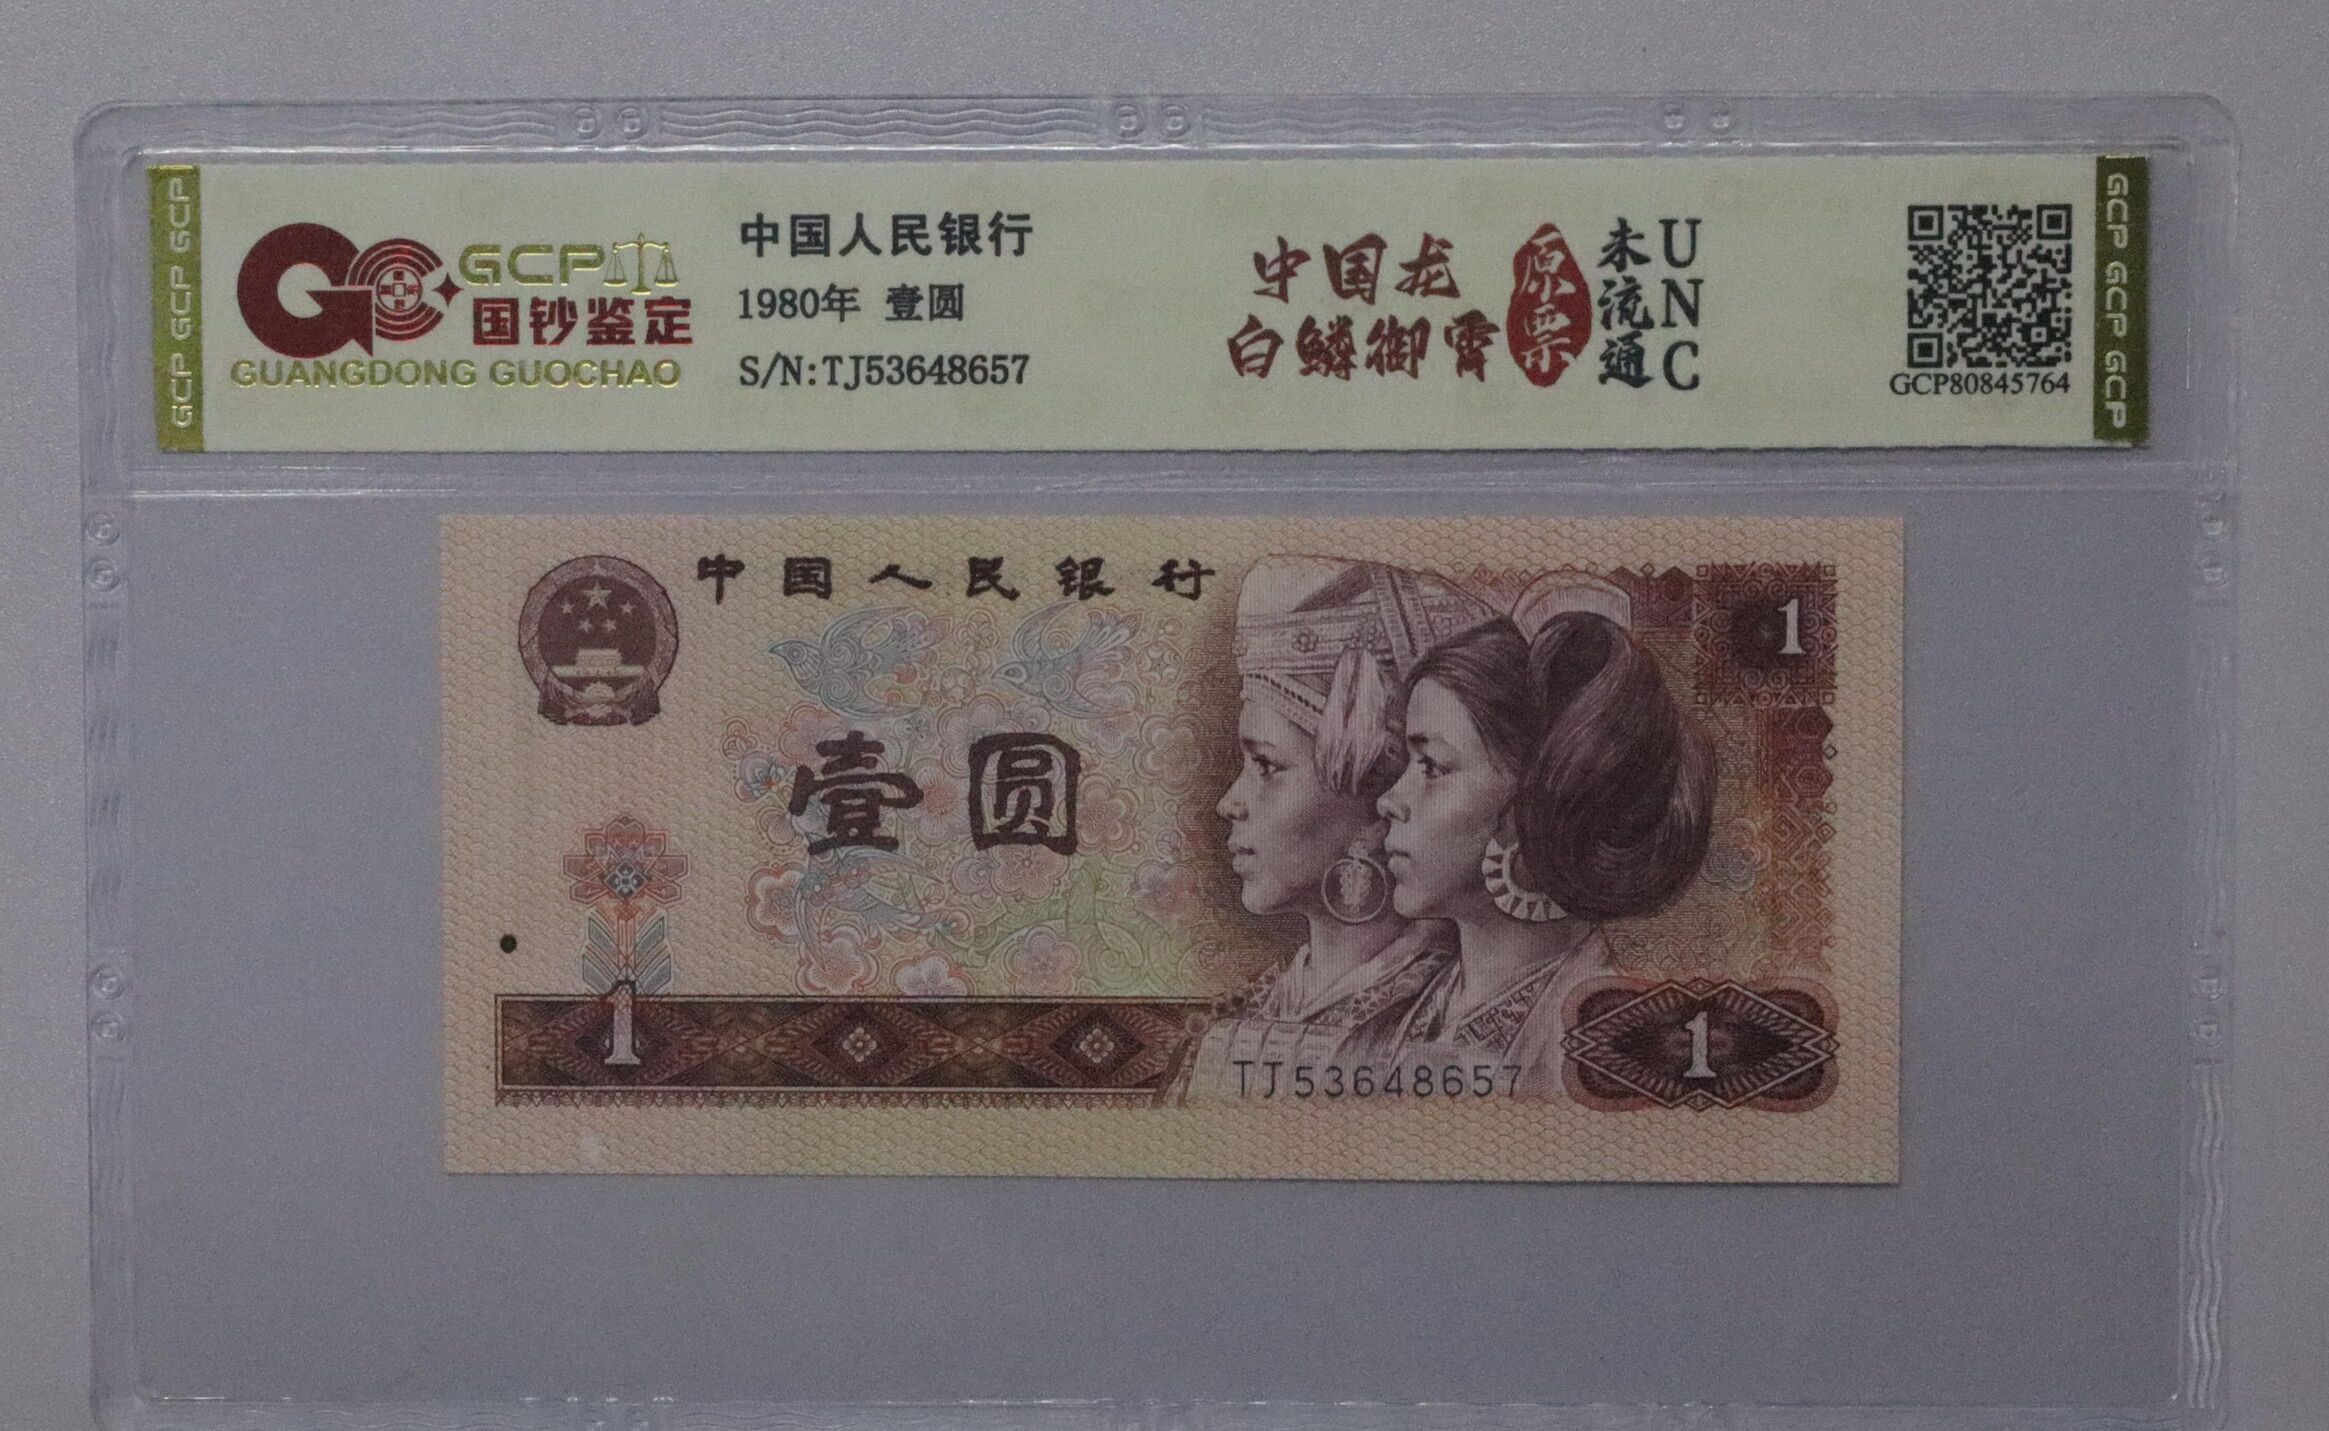 GCP GCP GCP
GCP
国钞鉴定
GUANGDONG GUOCHAO
中国人民银行
1980年 壹圆
S/N:TJ53648657
中国龙
白鳞御霄
原票
未流通
UNC
GCP80845764
GCP GCP GCP
中国人民银行
壹圆
1
1
1
TJ53648657